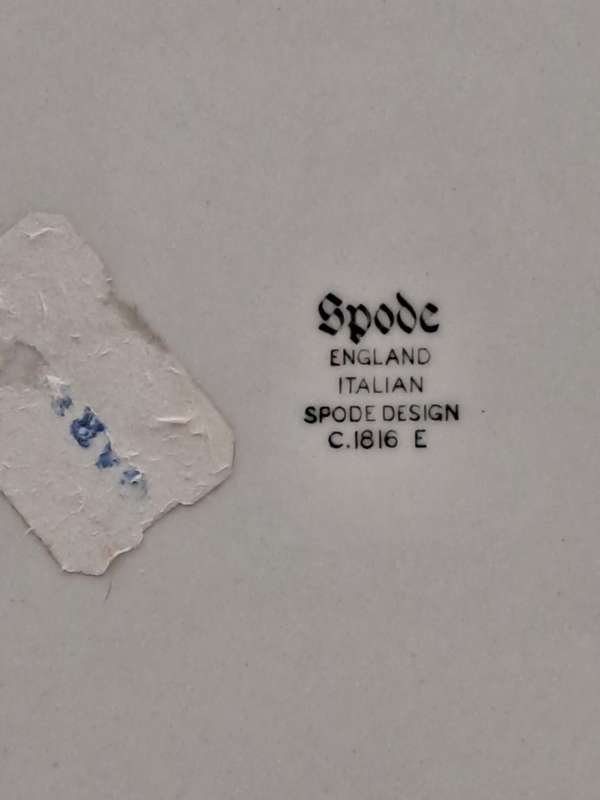 Spode
ENGLAND
ITALIAN
SPODE DESIGN
C.1816 E